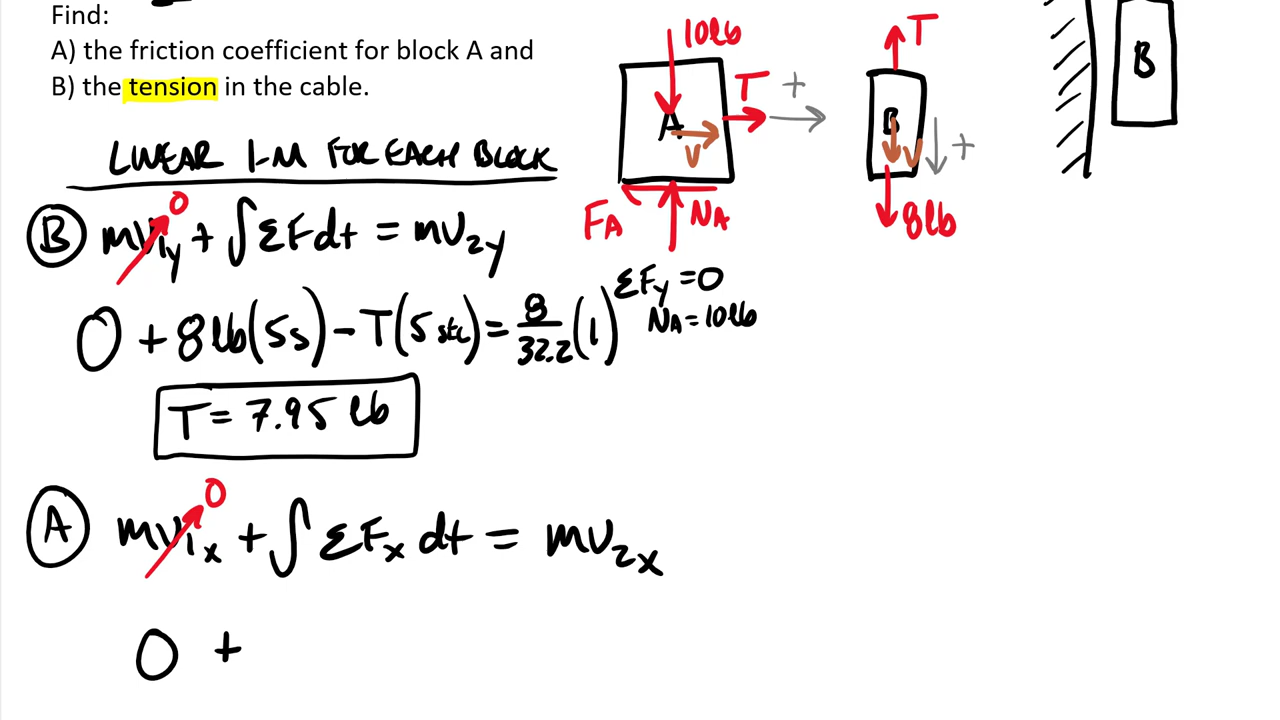 Find:
A) the friction coefficient for block A and
B) the tension in the cable.
LINEAR I-M FOR EACH BLOCK
10lb
A
T
+
V
FA
NA
T
B
V
+
8lb
B
B mv1y 0 + ∫ΣF dt = mv2y
ΣFy = 0
NA = 10lb
0 + 8lb(5s) − T(5 sec) = 8/32.2 (1)
T = 7.95 lb
A mv1x 0 + ∫ΣFx dt = mv2x
0 +